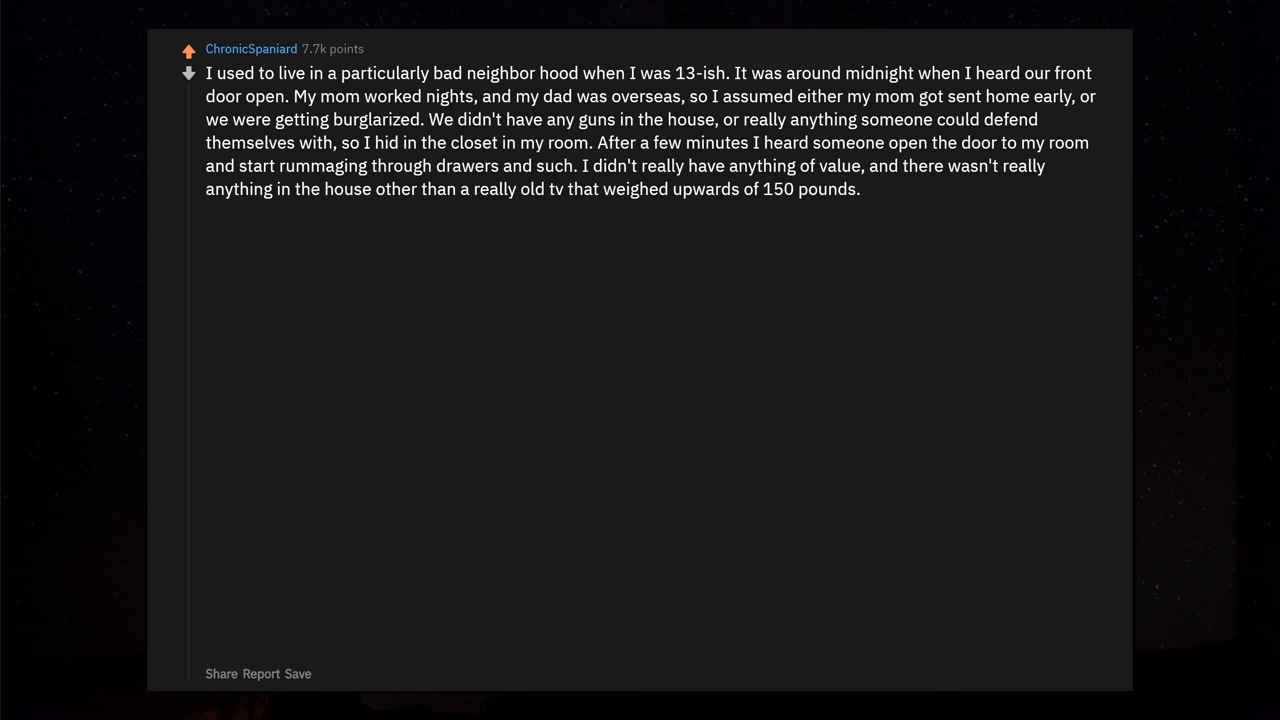 ChronicSpaniard 7.7k points
I used to live in a particularly bad neighbor hood when I was 13-ish. It was around midnight when I heard our front
door open. My mom worked nights, and my dad was overseas, so I assumed either my mom got sent home early, or
we were getting burglarized. We didn't have any guns in the house, or really anything someone could defend
themselves with, so I hid in the closet in my room. After a few minutes I heard someone open the door to my room
and start rummaging through drawers and such. I didn't really have anything of value, and there wasn't really
anything in the house other than a really old tv that weighed upwards of 150 pounds.
Share Report Save